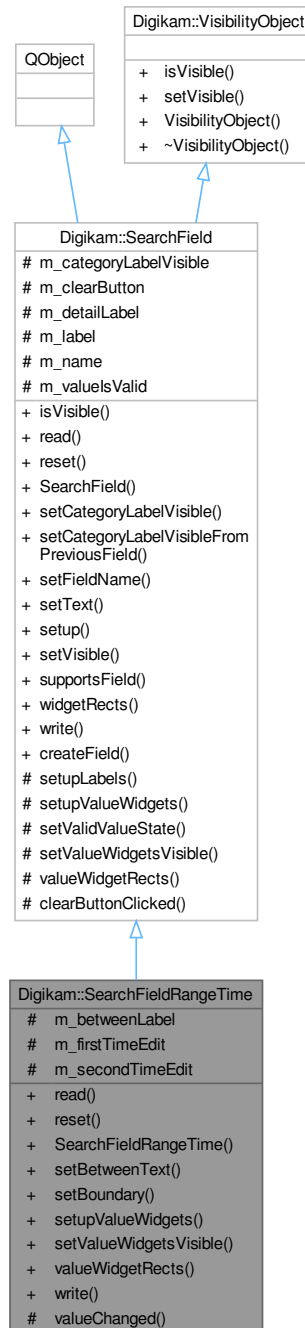 Digikam::VisibilityObject
+ isVisible()
+ setVisible()
+ VisibilityObject()
+ ~VisibilityObject()
QObject
Digikam::SearchField
# m_categoryLabelVisible
# m_clearButton
# m_detailLabel
# m_label
# m_name
# m_valueIsValid
+ isVisible()
+ read()
+ reset()
+ SearchField()
+ setCategoryLabelVisible()
+ setCategoryLabelVisibleFrom
PreviousField()
+ setFieldName()
+ setText()
+ setup()
+ setVisible()
+ supportsField()
+ widgetRects()
+ write()
+ createField()
# setupLabels()
# setupValueWidgets()
# setValidValueState()
# setValueWidgetsVisible()
# valueWidgetRects()
# clearButtonClicked()
Digikam::SearchFieldRangeTime
# m_betweenLabel
# m_firstTimeEdit
# m_secondTimeEdit
+ read()
+ reset()
+ SearchFieldRangeTime()
+ setBetweenText()
+ setBoundary()
+ setupValueWidgets()
+ setValueWidgetsVisible()
+ valueWidgetRects()
+ write()
# valueChanged()